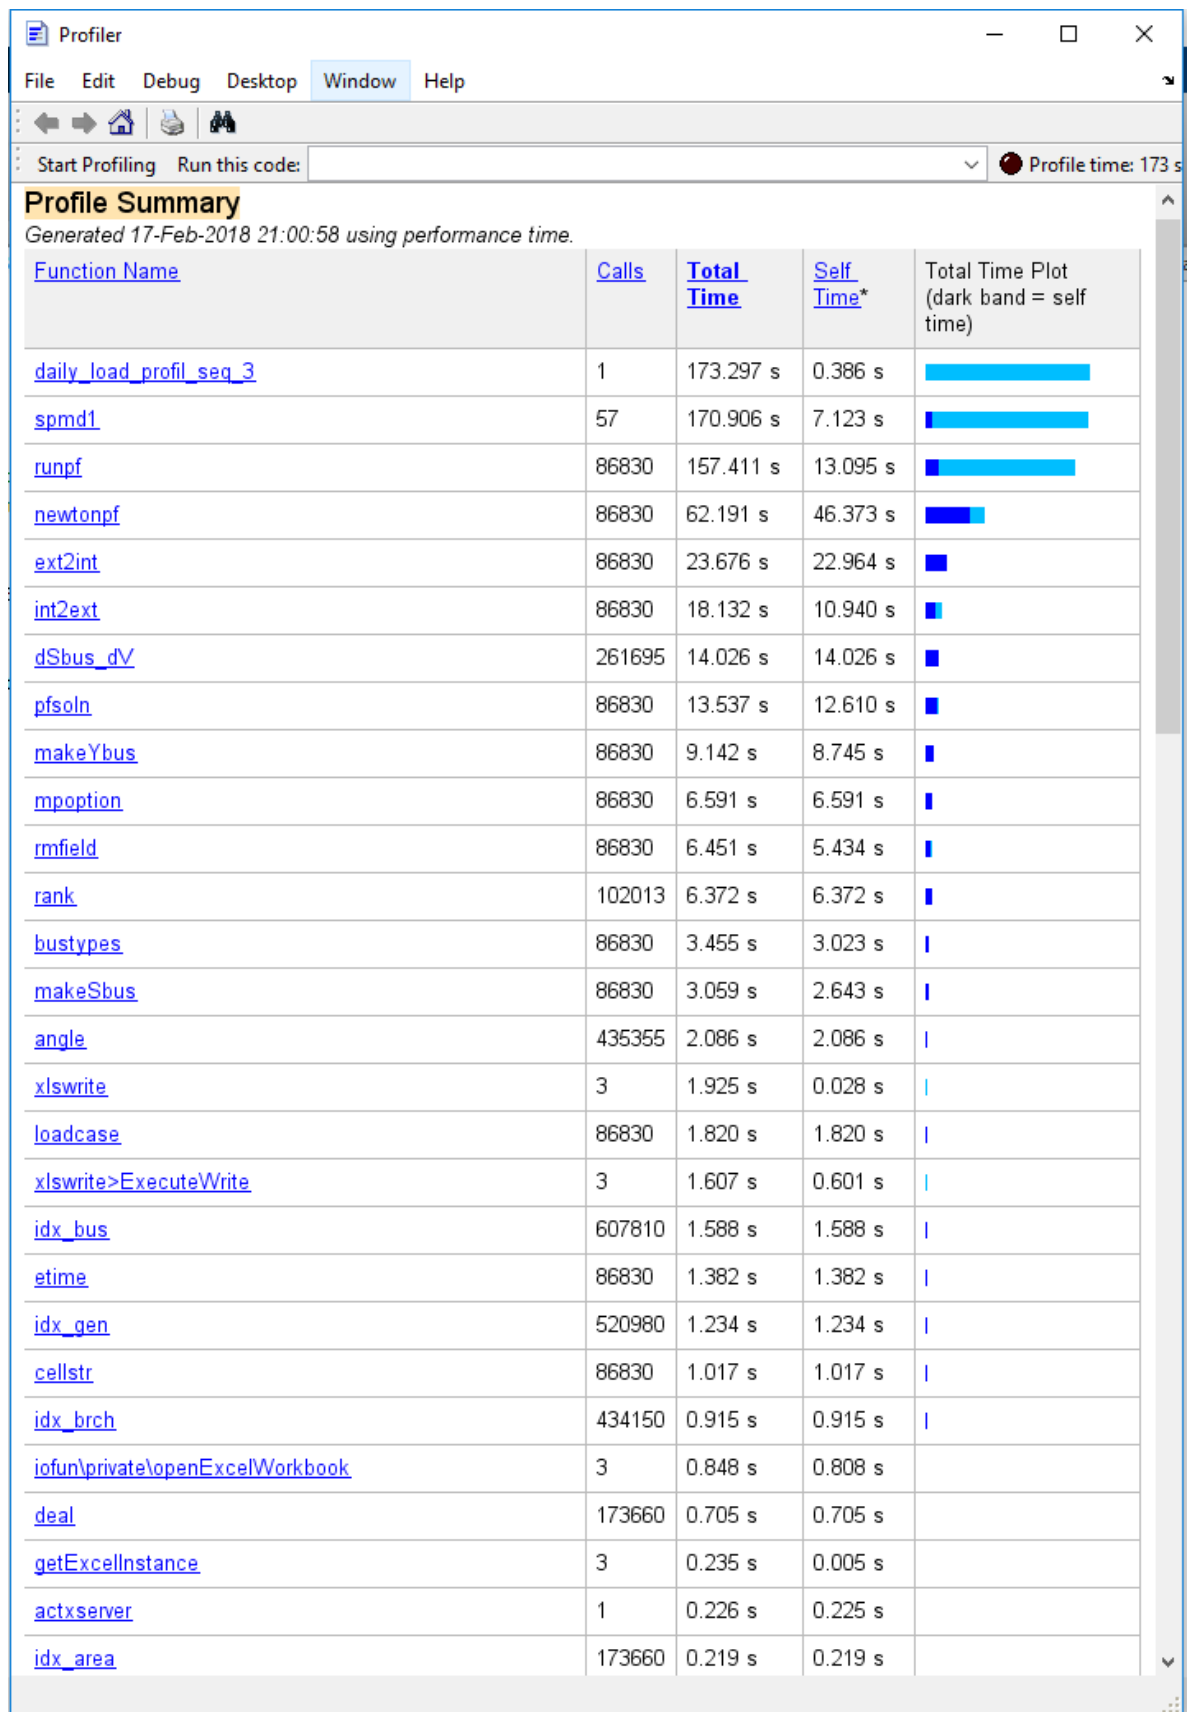 Profiler
File Edit Debug Desktop Window Help
Start Profiling Run this code: Profile time: 173 s
Profile Summary
Generated 17-Feb-2018 21:00:58 using performance time.
Function Name Calls Total Time Self Time* Total Time Plot (dark band = self time)
daily_load_profil_seq_3 1 173.297 s 0.386 s
spmd1 57 170.906 s 7.123 s
runpf 86830 157.411 s 13.095 s
newtonpf 86830 62.191 s 46.373 s
ext2int 86830 23.676 s 22.964 s
int2ext 86830 18.132 s 10.940 s
dSbus_dV 261695 14.026 s 14.026 s
pfsoln 86830 13.537 s 12.610 s
makeYbus 86830 9.142 s 8.745 s
mpoption 86830 6.591 s 6.591 s
rmfield 86830 6.451 s 5.434 s
rank 102013 6.372 s 6.372 s
bustypes 86830 3.455 s 3.023 s
makeSbus 86830 3.059 s 2.643 s
angle 435355 2.086 s 2.086 s
xlswrite 3 1.925 s 0.028 s
loadcase 86830 1.820 s 1.820 s
xlswrite>ExecuteWrite 3 1.607 s 0.601 s
idx_bus 607810 1.588 s 1.588 s
etime 86830 1.382 s 1.382 s
idx_gen 520980 1.234 s 1.234 s
cellstr 86830 1.017 s 1.017 s
idx_brch 434150 0.915 s 0.915 s
iofun\private\openExcelWorkbook 3 0.848 s 0.808 s
deal 173660 0.705 s 0.705 s
getExcelInstance 3 0.235 s 0.005 s
actxserver 1 0.226 s 0.225 s
idx_area 173660 0.219 s 0.219 s